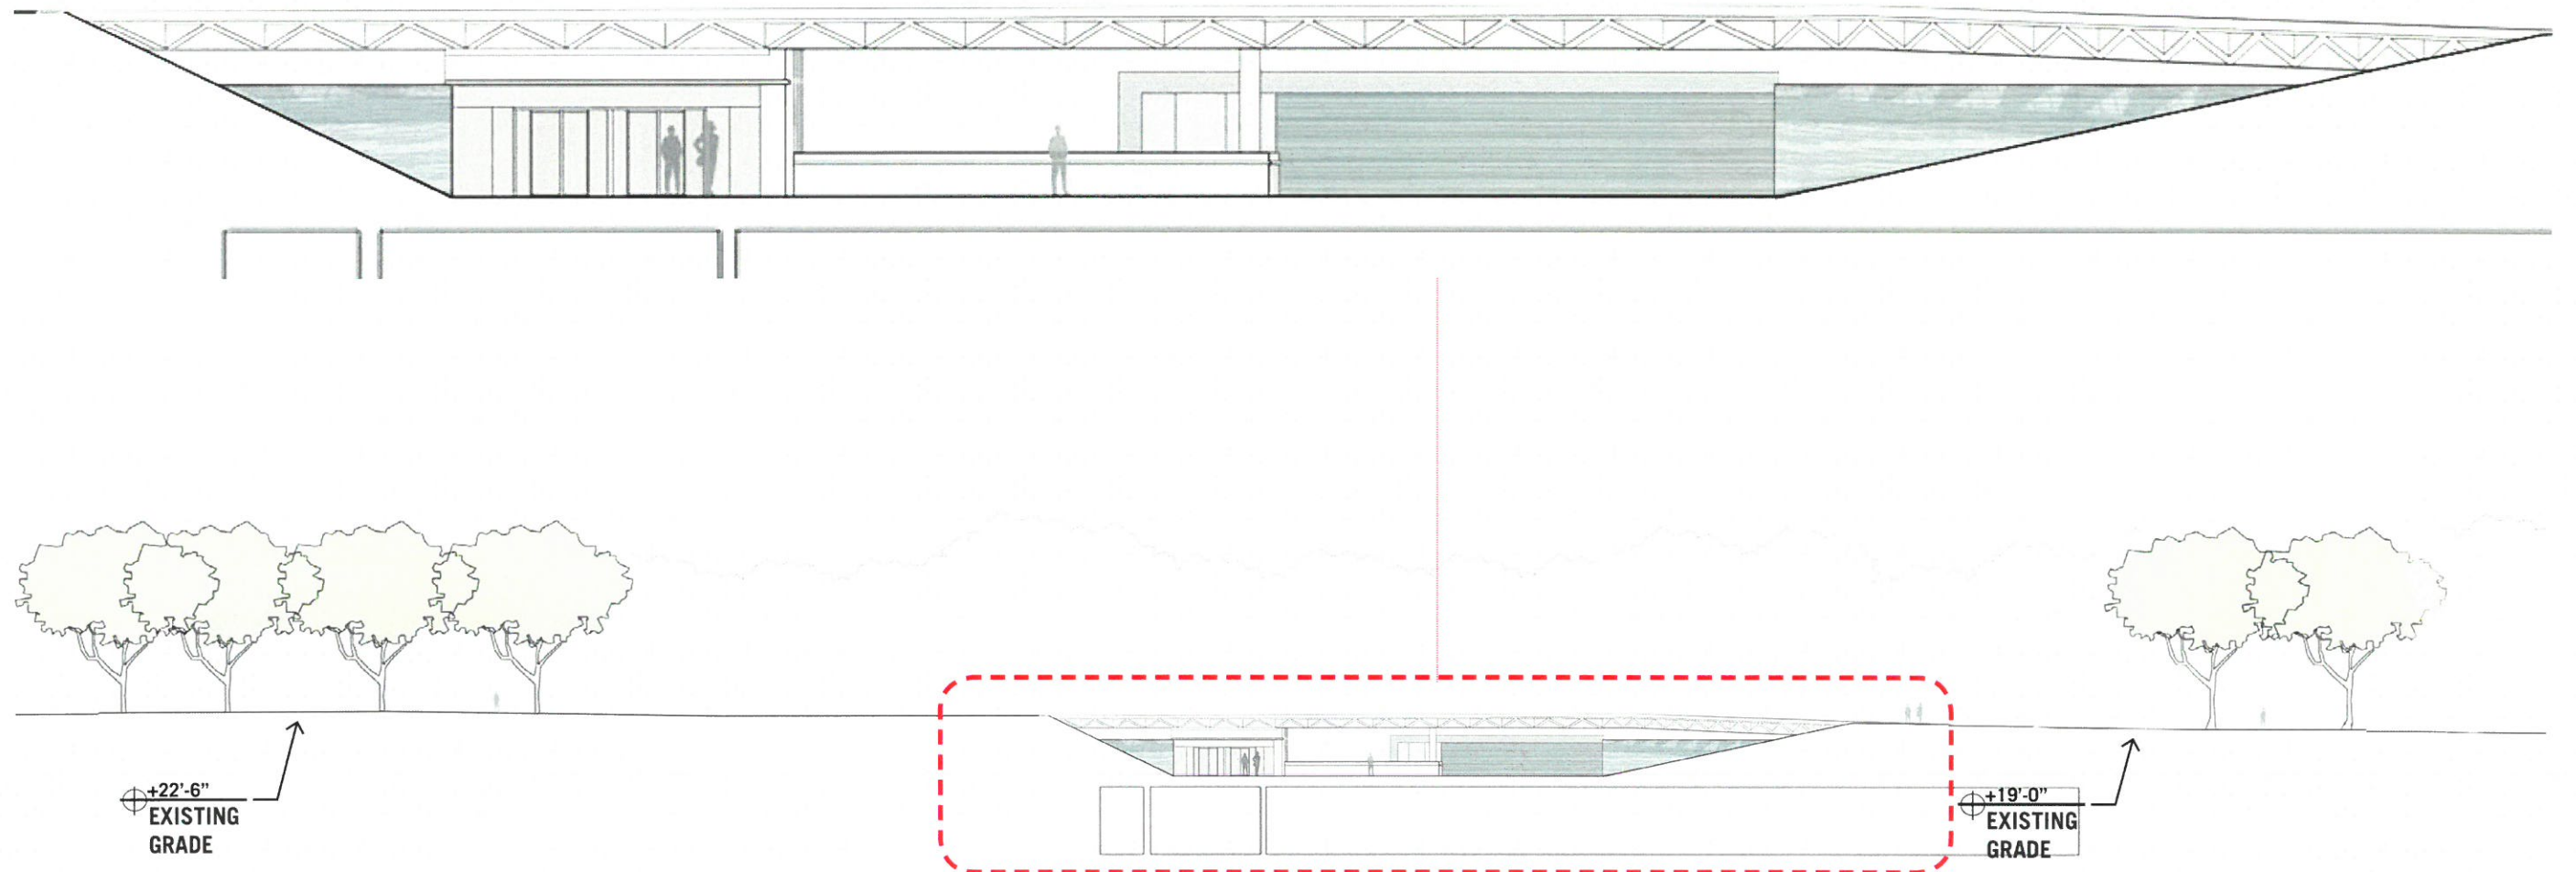 +22'-6"
EXISTING
GRADE
+19'-0"
EXISTING
GRADE